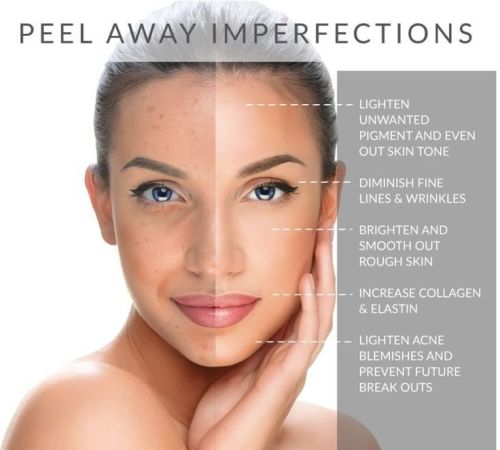 PEEL AWAY IMPERFECTIONS
LIGHTEN
UNWANTED
PIGMENT AND EVEN
OUT SKIN TONE
DIMINISH FINE
LINES & WRINKLES
BRIGHTEN AND
SMOOTH OUT
ROUGH SKIN
INCREASE COLLAGEN
& ELASTIN
LIGHTEN ACNE
BLEMISHES AND
PREVENT FUTURE
BREAK OUTS